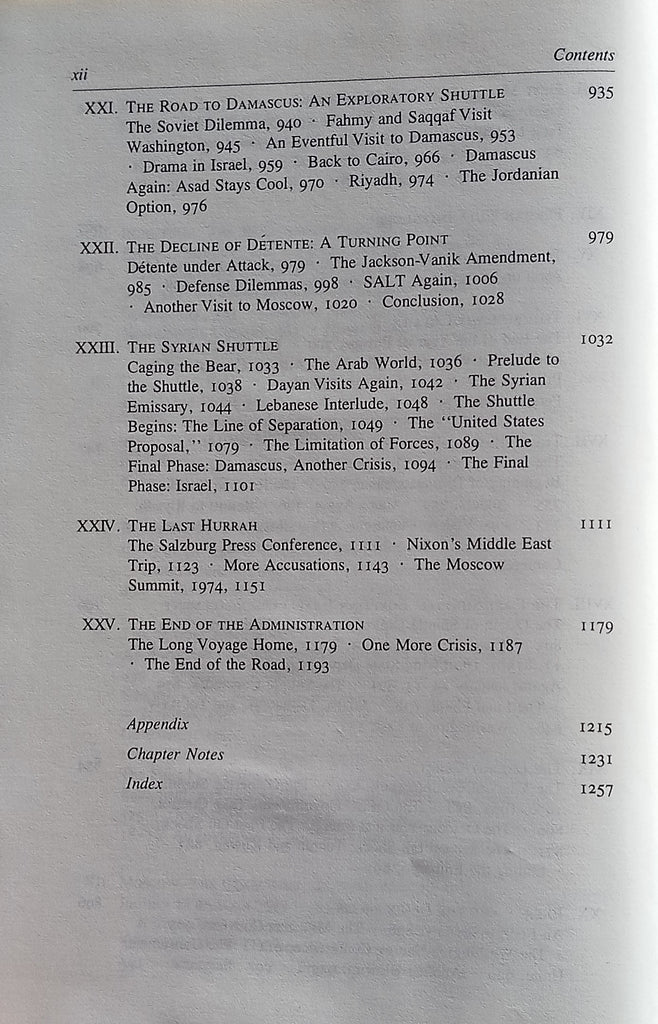 xii
Contents
XXI. THE ROAD TO DAMASCUS: AN EXPLORATORY SHUTTLE 935
The Soviet Dilemma, 940 · Fahmy and Saqqaf Visit
Washington, 945 · An Eventful Visit to Damascus, 953
· Drama in Israel, 959 · Back to Cairo, 966 · Damascus
Again: Asad Stays Cool, 970 · Riyadh, 974 · The Jordanian
Option, 976
XXII. THE DECLINE OF DÉTENTE: A TURNING POINT 979
Détente under Attack, 979 · The Jackson-Vanik Amendment,
985 · Defense Dilemmas, 998 · SALT Again, 1006
· Another Visit to Moscow, 1020 · Conclusion, 1028
XXIII. THE SYRIAN SHUTTLE 1032
Caging the Bear, 1033 · The Arab World, 1036 · Prelude to
the Shuttle, 1038 · Dayan Visits Again, 1042 · The Syrian
Emissary, 1044 · Lebanese Interlude, 1048 · The Shuttle
Begins: The Line of Separation, 1049 · The "United States
Proposal," 1079 · The Limitation of Forces, 1089 · The
Final Phase: Damascus, Another Crisis, 1094 · The Final
Phase: Israel, 1101
XXIV. THE LAST HURRAH 1111
The Salzburg Press Conference, 1111 · Nixon's Middle East
Trip, 1123 · More Accusations, 1143 · The Moscow
Summit, 1974, 1151
XXV. THE END OF THE ADMINISTRATION 1179
The Long Voyage Home, 1179 · One More Crisis, 1187
· The End of the Road, 1193
Appendix 1215
Chapter Notes 1231
Index 1257